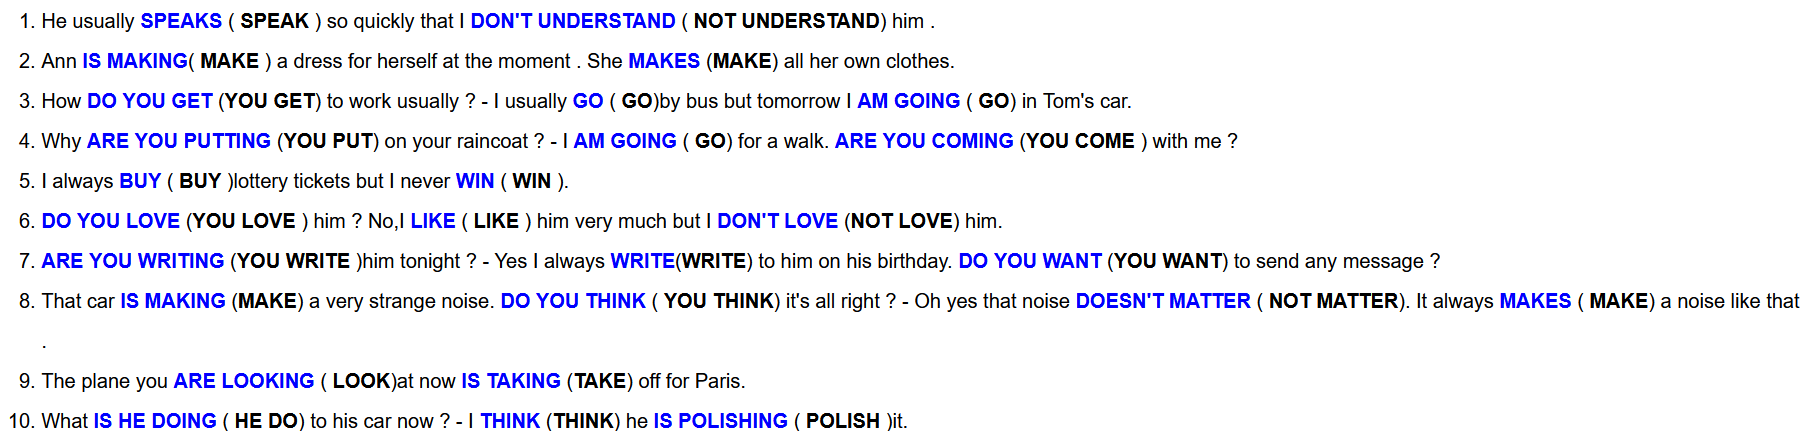 1. He usually SPEAKS ( SPEAK ) so quickly that I DON'T UNDERSTAND ( NOT UNDERSTAND) him .
2. Ann IS MAKING( MAKE ) a dress for herself at the moment . She MAKES (MAKE) all her own clothes.
3. How DO YOU GET (YOU GET) to work usually ? - I usually GO ( GO)by bus but tomorrow I AM GOING ( GO) in Tom's car.
4. Why ARE YOU PUTTING (YOU PUT) on your raincoat ? - I AM GOING ( GO) for a walk. ARE YOU COMING (YOU COME ) with me ?
5. I always BUY ( BUY )lottery tickets but I never WIN ( WIN ).
6. DO YOU LOVE (YOU LOVE ) him ? No,I LIKE ( LIKE ) him very much but I DON'T LOVE (NOT LOVE) him.
7. ARE YOU WRITING (YOU WRITE )him tonight ? - Yes I always WRITE(WRITE) to him on his birthday. DO YOU WANT (YOU WANT) to send any message ?
8. That car IS MAKING (MAKE) a very strange noise. DO YOU THINK ( YOU THINK) it's all right ? - Oh yes that noise DOESN'T MATTER ( NOT MATTER). It always MAKES ( MAKE) a noise like that
.
9. The plane you ARE LOOKING ( LOOK)at now IS TAKING (TAKE) off for Paris.
10. What IS HE DOING ( HE DO) to his car now ? - I THINK (THINK) he IS POLISHING ( POLISH )it.